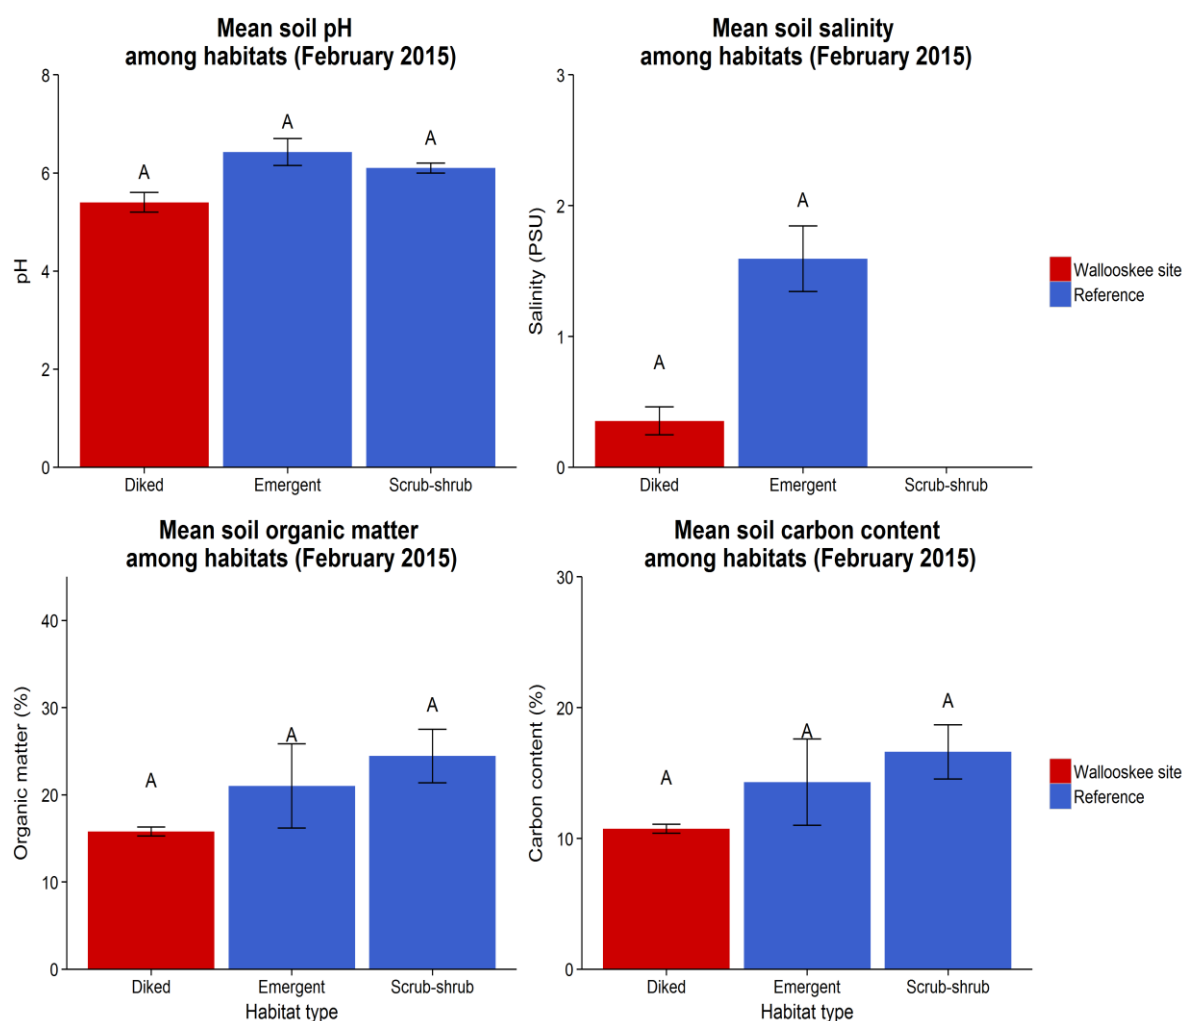 Mean soil pH
among habitats (February 2015)
8
6
4
2
0
pH
A
A
A
Diked
Emergent
Scrub-shrub
Mean soil salinity
among habitats (February 2015)
3
2
1
0
Salinity (PSU)
A
A
Diked
Emergent
Scrub-shrub
Wallooskee site
Reference
Mean soil organic matter
among habitats (February 2015)
40
30
20
10
0
Organic matter (%)
A
A
A
Diked
Emergent
Scrub-shrub
Habitat type
Mean soil carbon content
among habitats (February 2015)
30
20
10
0
Carbon content (%)
A
A
A
Diked
Emergent
Scrub-shrub
Habitat type
Wallooskee site
Reference